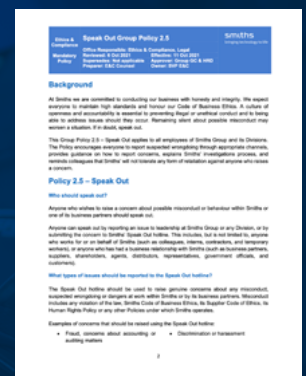 Ethics & Compliance
Mandatory Policy
Speak Out Group Policy 2.5
Office Responsible: Ethics & Compliance, Legal
Reviewed: 8 Oct 2021 Effective: 11 Oct 2021
Supersedes: Not applicable Approver: Group GC & HRD
Preparer: E&C Counsel Owner: SVP E&C
smiths
bringing technology to life
Background
At Smiths we are committed to conducting our business with honesty and integrity. We expect
everyone to maintain high standards and honour our Code of Business Ethics. A culture of
openness and accountability is essential to preventing illegal or unethical conduct and to being
able to address issues should they occur. Remaining silent about possible misconduct may
worsen a situation. If in doubt, speak out.
This Group Policy 2.5 – Speak Out applies to all employees of Smiths Group and its Divisions.
The Policy encourages everyone to report suspected wrongdoing through appropriate channels,
provides guidance on how to report concerns, explains Smiths' investigations process, and
reminds colleagues that Smiths' will not tolerate any form of retaliation against anyone who raises
a concern.
Policy 2.5 – Speak Out
Who should speak out?
Anyone who wishes to raise a concern about possible misconduct or behaviour within Smiths or
one of its business partners should speak out.
Anyone can speak out by reporting an issue to leadership at Smiths Group or any Division, or by
submitting the concern to Smiths' Speak Out hotline. This includes, but is not limited to, anyone
who works for or on behalf of Smiths (such as colleagues, interns, contractors, and temporary
workers), or anyone who has had a business relationship with Smiths (such as business partners,
suppliers, shareholders, agents, distributors, representatives, government officials, and
customers).
What types of issues should be reported to the Speak Out hotline?
The Speak Out hotline should be used to raise genuine concerns about any misconduct,
suspected wrongdoing or dangers at work within Smiths or by its business partners. Misconduct
includes any violation of the law, Smiths Code of Business Ethics, its Supplier Code of Ethics, its
Human Rights Policy or any other Policies under which Smiths operates.
Examples of concerns that should be raised using the Speak Out hotline:
• Fraud, concerns about accounting or auditing matters
• Discrimination or harassment